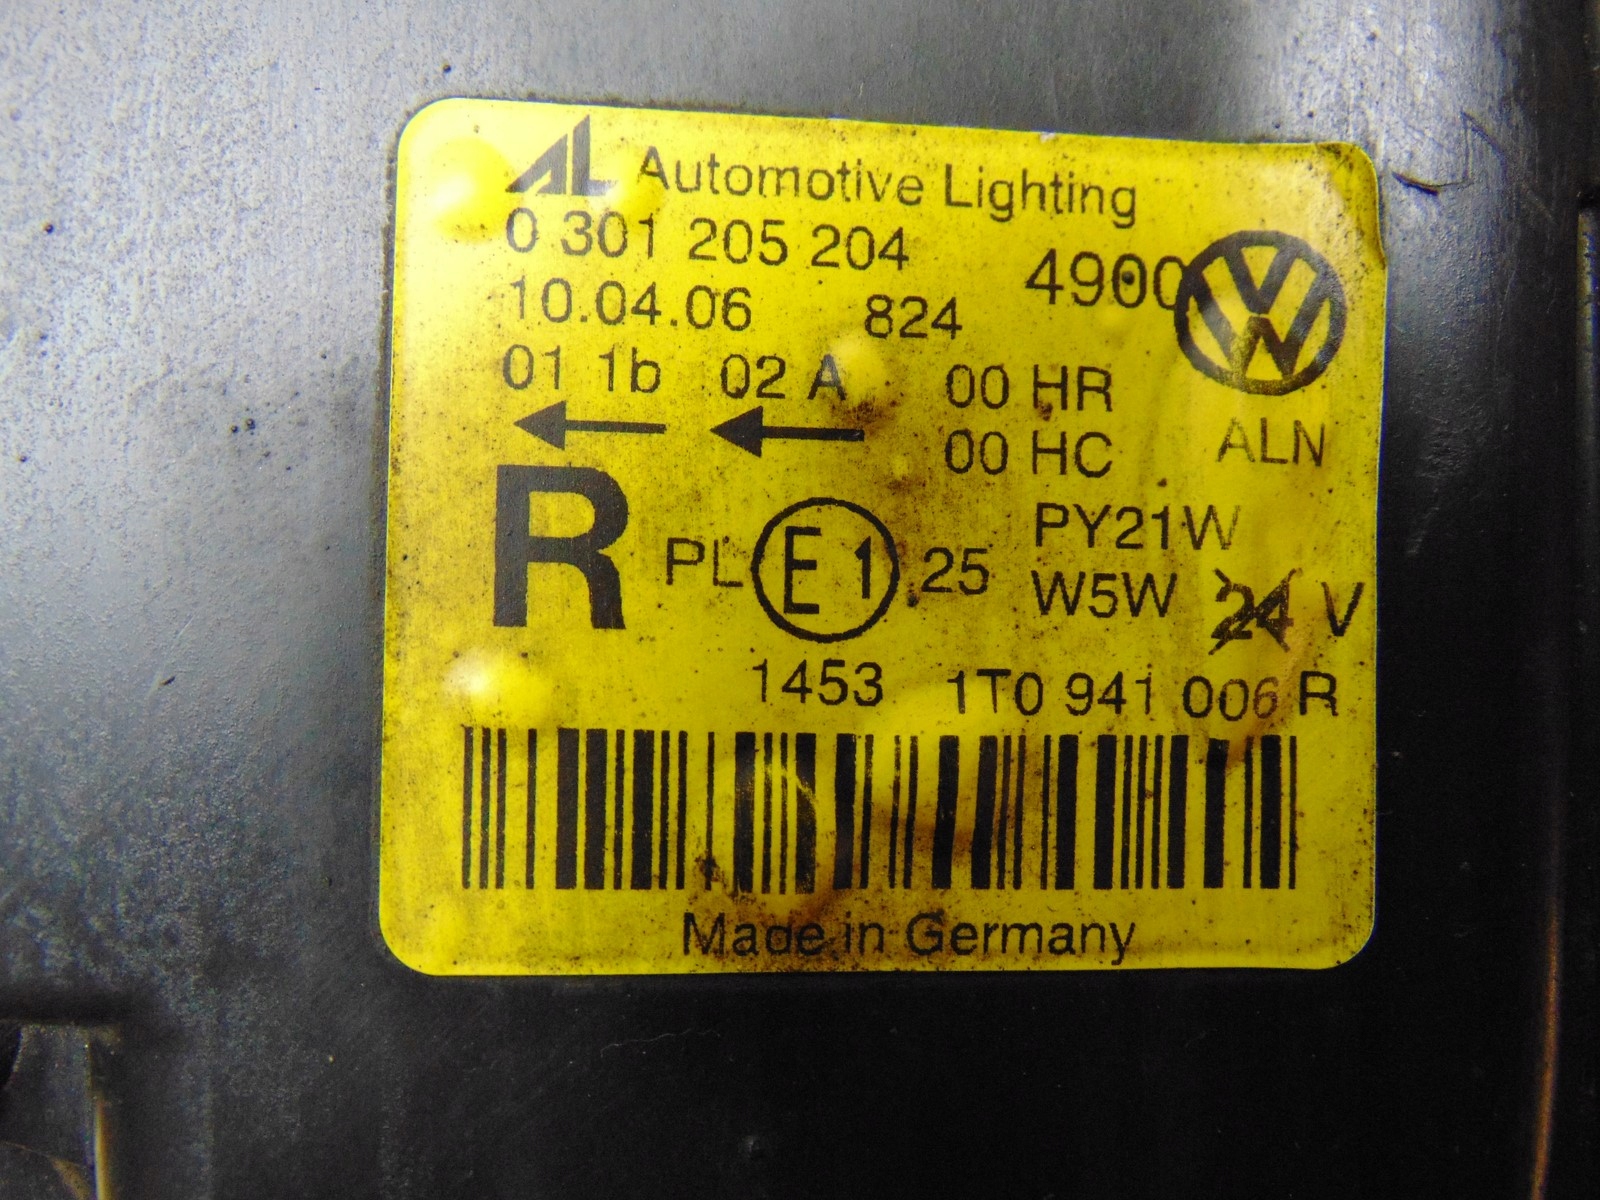 AL Automotive Lighting
0 301 205 204 4900
10.04.06 824
01 1b 02 A 00 HR
00 HC ALN
R PL E1 25 PY21W
W5W 24 V
1453 1T0 941 006 R
Made in Germany